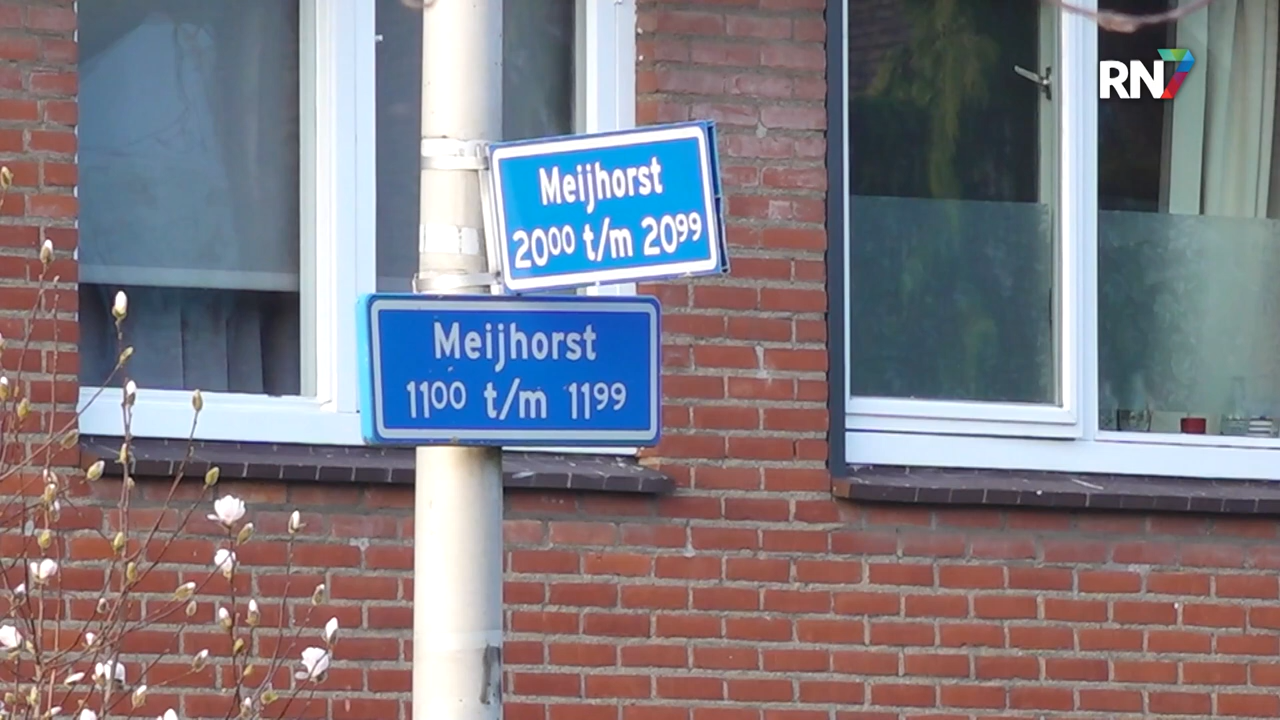 RN7
Meijhorst
2000 t/m 2099
Meijhorst
1100 t/m 1199